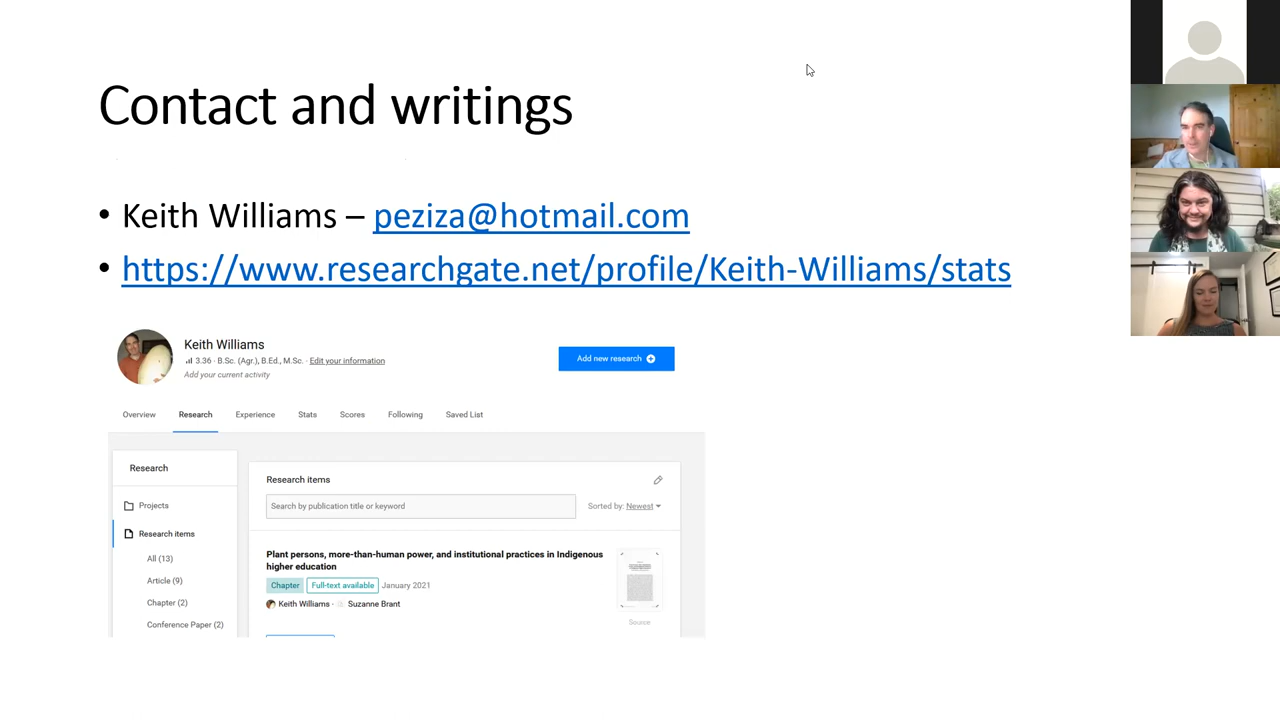 Contact and writings
• Keith Williams – peziza@hotmail.com
• https://www.researchgate.net/profile/Keith-Williams/stats
Keith Williams
3.36 · B.Sc. (Agr.), B.Ed., M.Sc. · Edit your information
Add your current activity
Add new research
Overview Research Experience Stats Scores Following Saved List
Research
Projects
Research items
All (13)
Article (9)
Chapter (2)
Conference Paper (2)
Research items
Search by publication title or keyword
Sorted by: Newest
Plant persons, more-than-human power, and institutional practices in Indigenous
higher education
Chapter Full-text available January 2021
Keith Williams · Suzanne Brant
Source